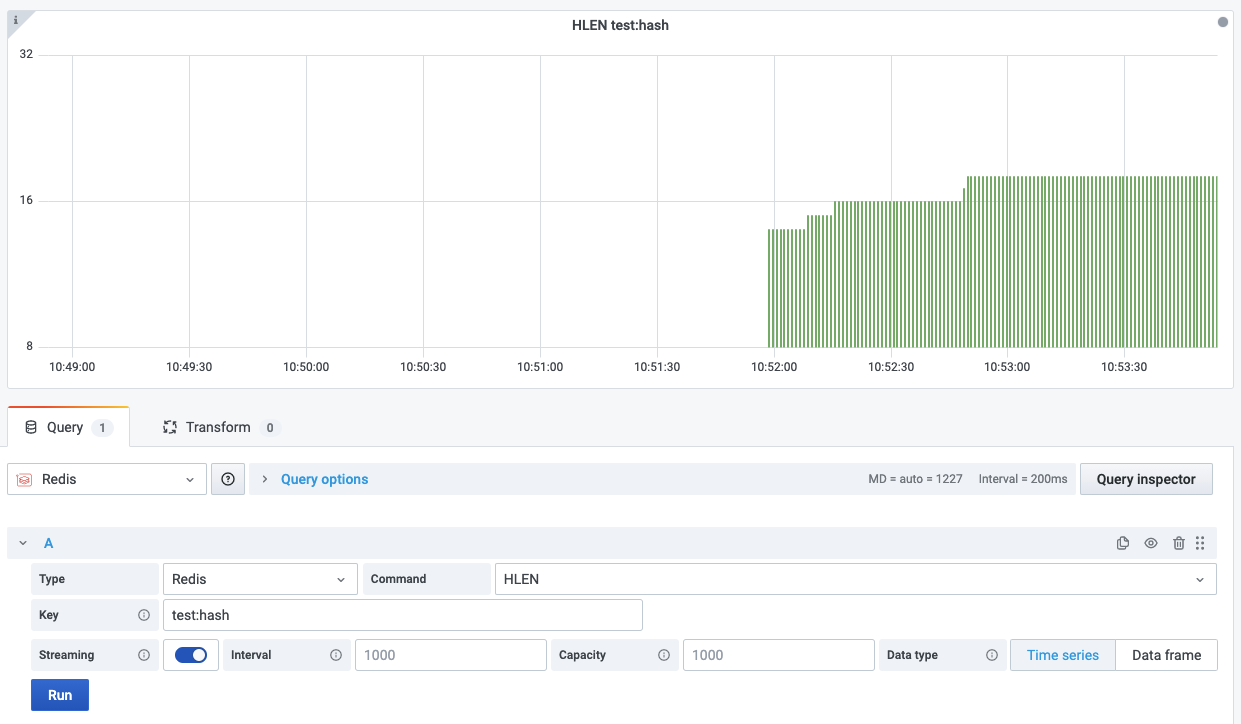 i
HLEN test:hash
32
16
8
10:49:00 10:49:30 10:50:00 10:50:30 10:51:00 10:51:30 10:52:00 10:52:30 10:53:00 10:53:30
Query 1 Transform 0
Redis ? > Query options MD = auto = 1227 Interval = 200ms Query inspector
A
Type Redis Command HLEN
Key test:hash
Streaming Interval 1000 Capacity 1000 Data type Time series Data frame
Run